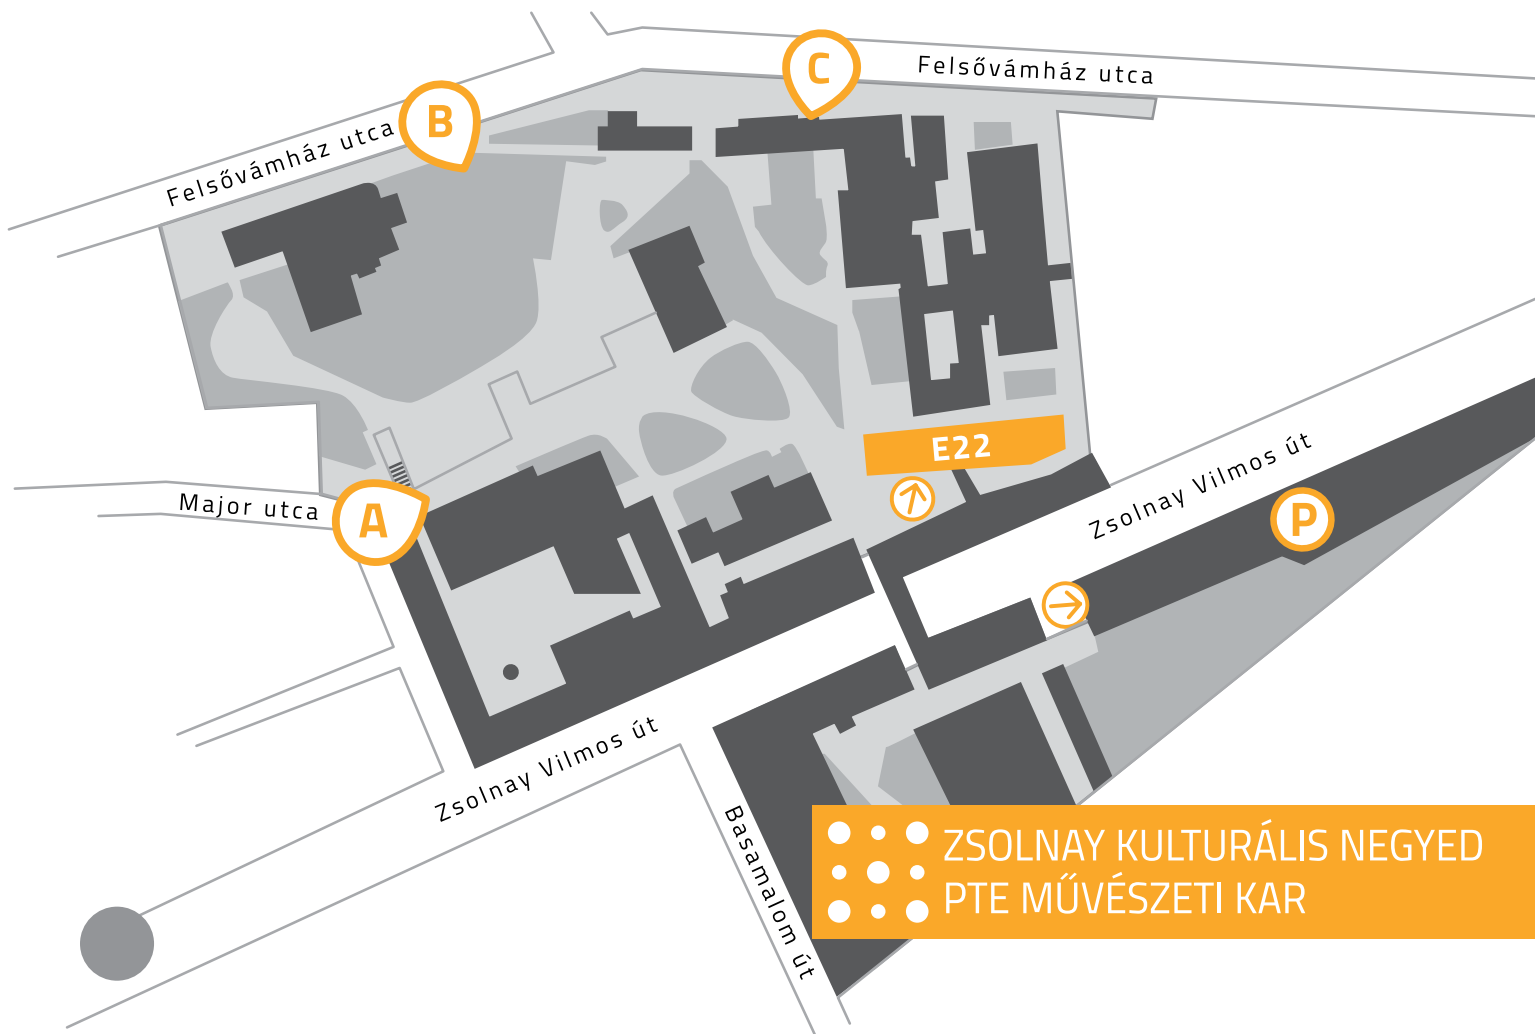 Felsővámház utca
C
B
Felsővámház utca
E22
Major utca
A
Zsolnay Vilmos út
P
Zsolnay Vilmos út
Basamalom út
ZSOLNAY KULTURÁLIS NEGYED
PTE MŰVÉSZETI KAR